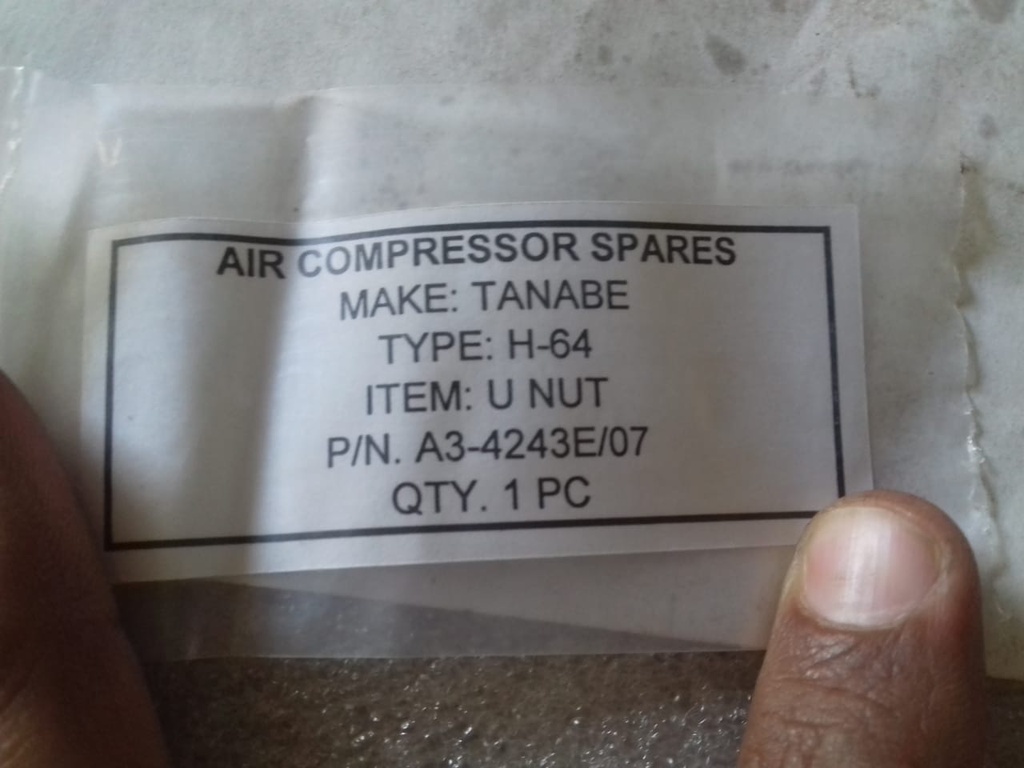 AIR COMPRESSOR SPARES
MAKE: TANABE
TYPE: H-64
ITEM: U NUT
P/N. A3-4243E/07
QTY. 1 PC